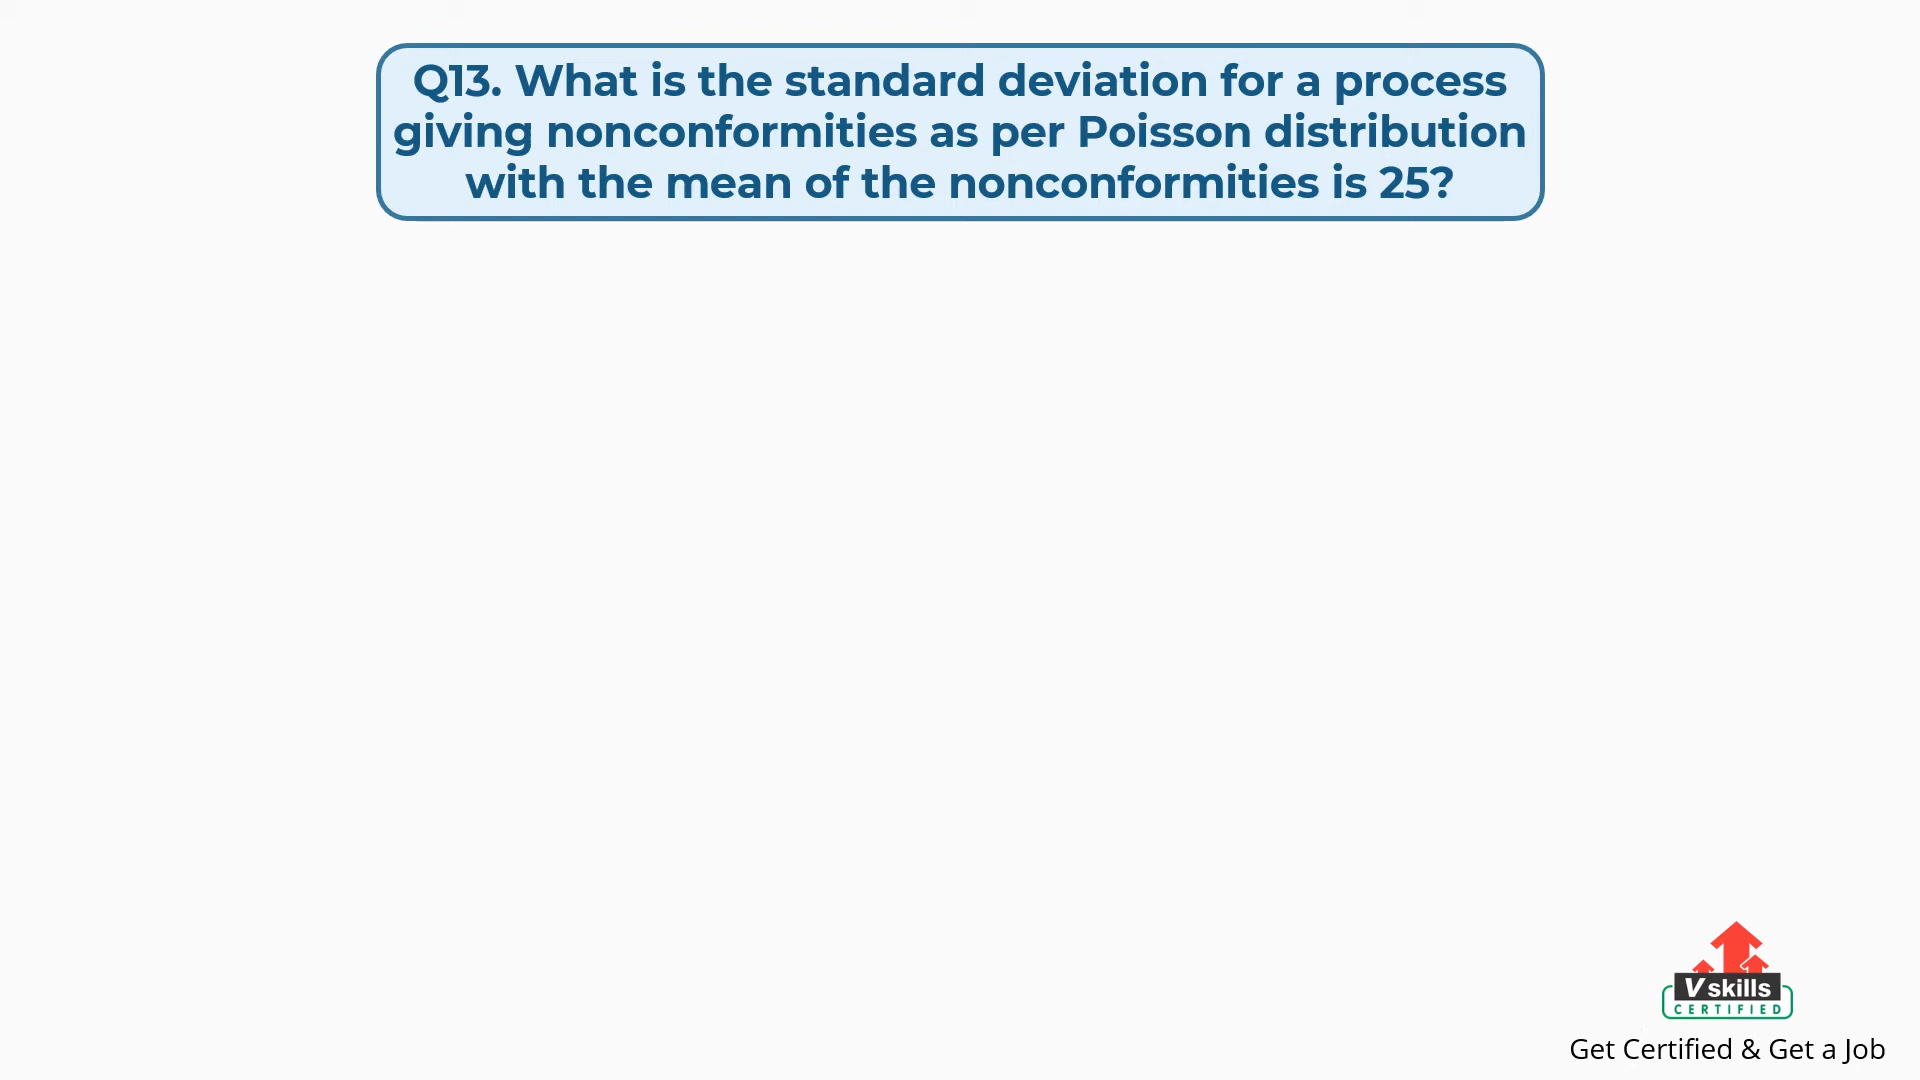 Q13. What is the standard deviation for a process
giving nonconformities as per Poisson distribution
with the mean of the nonconformities is 25?
Vskills
CERTIFIED
Get Certified & Get a Job